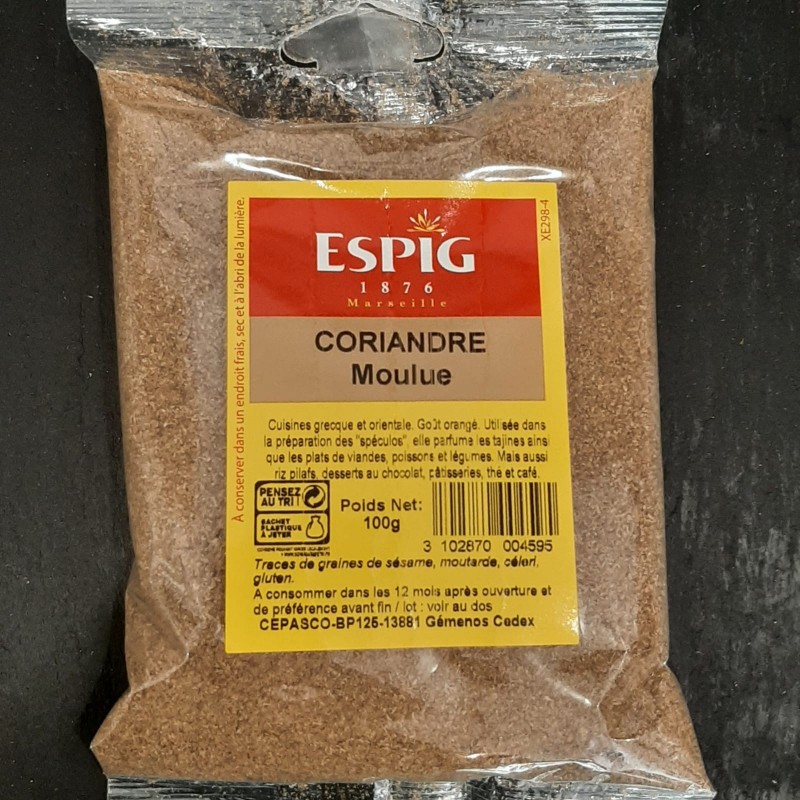 ESPIG
1876
Marseille
XE298-4
A conserver dans un endroit frais, sec et à l'abri de la lumière.
CORIANDRE
Moulue
Cuisines grecque et orientale. Goût orangé. Utilisée dans
la préparation des "spéculos", elle parfume les tajines ainsi
que les plats de viandes, poissons et légumes. Mais aussi
riz pilafs, desserts au chocolat, pâtisseries, thé et café.
PENSEZ
AU TRI !
SACHET
PLASTIQUE
À JETER
Poids Net:
100g
3 102870 004595
Traces de graines de sésame, moutarde, céleri,
gluten.
A consommer dans les 12 mois après ouverture et
de préférence avant fin / lot : voir au dos
CEPASCO-BP125-13881 Gémenos Cedex